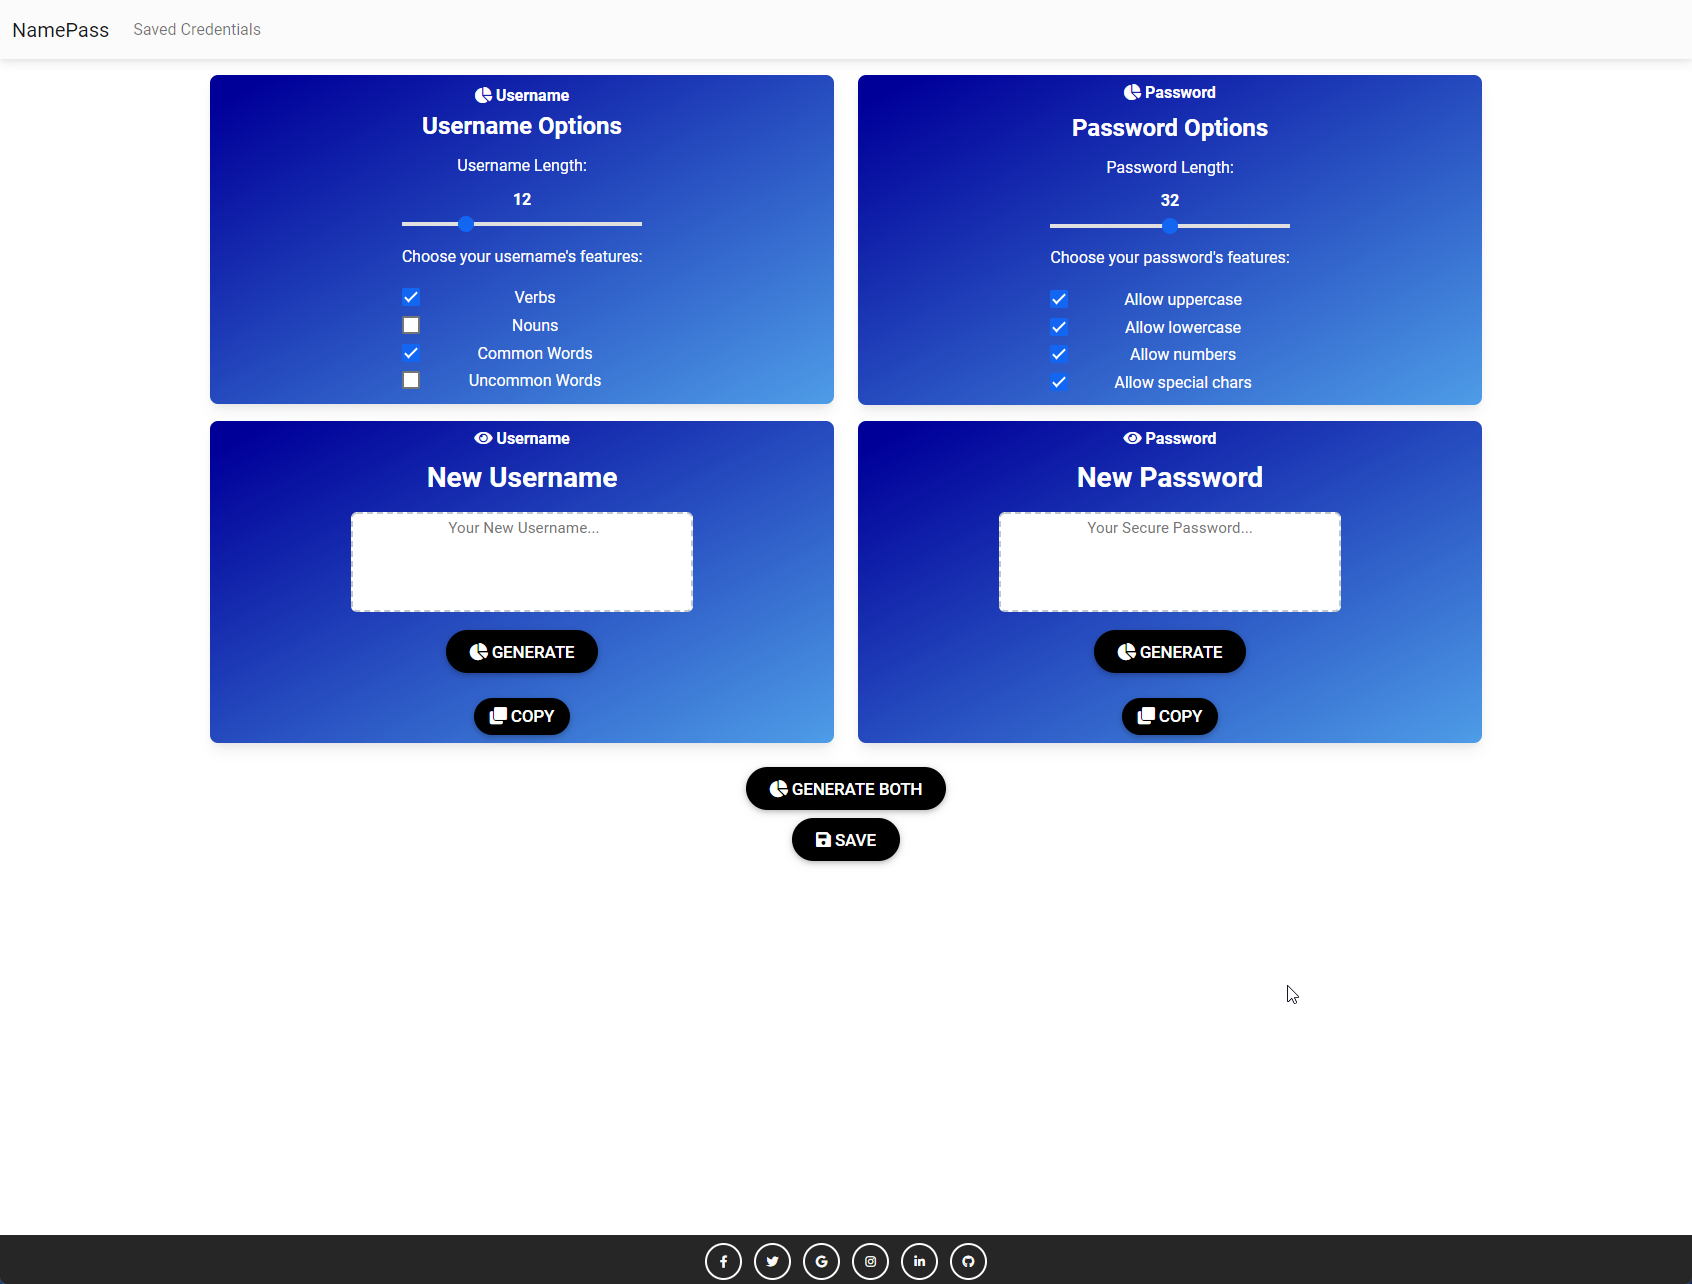 NamePass Saved Credentials
Username
Username Options
Username Length:
12
Choose your username's features:
Verbs
Nouns
Common Words
Uncommon Words
Password
Password Options
Password Length:
32
Choose your password's features:
Allow uppercase
Allow lowercase
Allow numbers
Allow special chars
Username
New Username
Your New Username...
GENERATE
COPY
Password
New Password
Your Secure Password...
GENERATE
COPY
GENERATE BOTH
SAVE